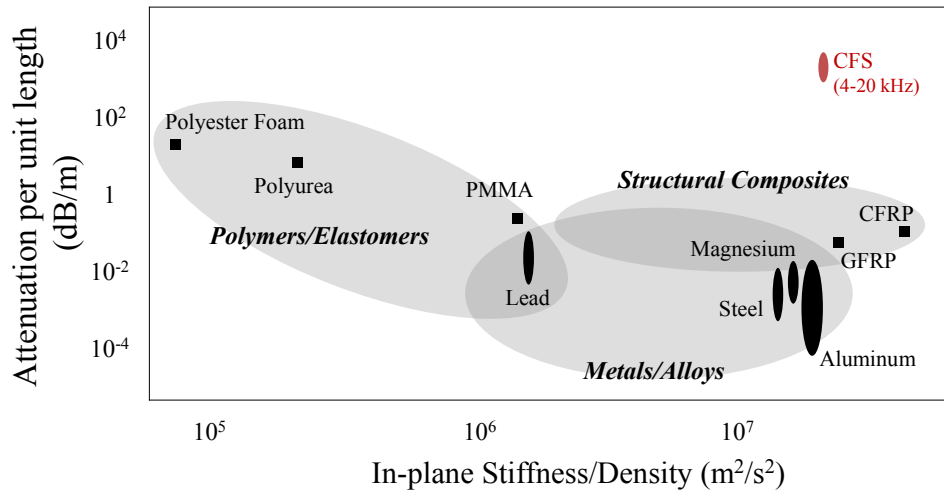 Attenuation per unit length
(dB/m)
10⁴
10²
1
10⁻²
10⁻⁴
CFS
(4-20 kHz)
Polyester Foam
Polyurea
Polymers/Elastomers
PMMA
Lead
Structural Composites
CFRP
GFRP
Magnesium
Steel
Aluminum
Metals/Alloys
10⁵
10⁶
10⁷
In-plane Stiffness/Density (m²/s²)